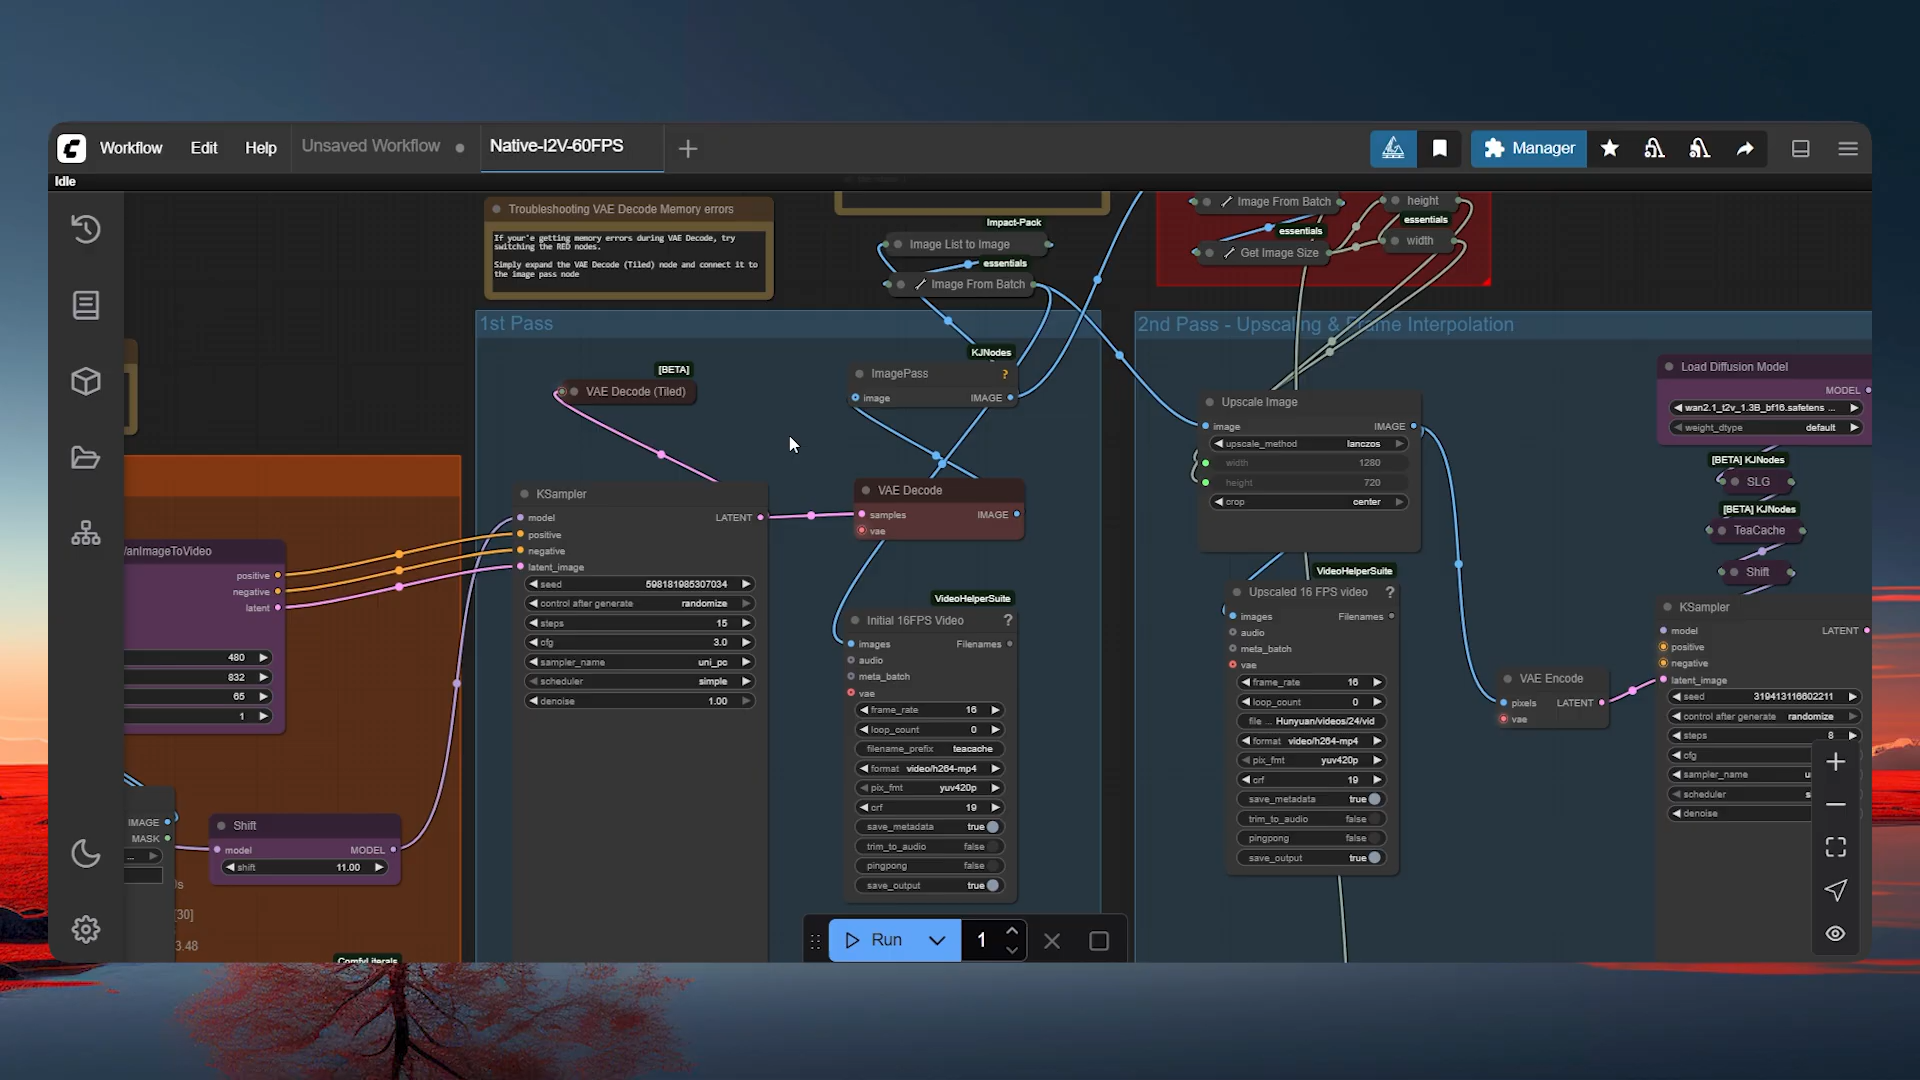 Workflow
Edit
Help
Unsaved Workflow
Native-I2V-60FPS
Manager
Idle
Troubleshooting VAE Decode Memory errors
If your'e getting memory errors during VAE Decode, try
switching the RED nodes.
Simply expand the VAE Decode (Tiled) node and connect it to
the image pass node
Impact-Pack
Image List to Image
essentials
Image From Batch
Image From Batch
height
essentials
essentials
width
Get Image Size
1st Pass
[BETA]
VAE Decode (Tiled)
KJNodes
ImagePass
?
image
IMAGE
KSampler
model
LATENT
positive
negative
latent_image
seed
598181985307034
control after generate
randomize
steps
15
cfg
3.0
sampler_name
uni_pc
scheduler
simple
denoise
1.00
VAE Decode
samples
IMAGE
vae
VideoHelperSuite
Initial 16FPS Video
?
images
Filenames
audio
meta_batch
vae
frame_rate
16
loop_count
0
filename_prefix
teacache
format
video/h264-mp4
pix_fmt
yuv420p
crf
19
save_metadata
true
trim_to_audio
false
pingpong
false
save_output
true
anImageToVideo
positive
negative
latent
480
832
65
1
IMAGE
MASK
...
Shift
model
MODEL
shift
11.00
[30]
3.48
ComfyLiterals
2nd Pass - Upscaling & Frame Interpolation
Upscale Image
image
IMAGE
upscale_method
lanczos
width
1280
height
720
crop
center
VideoHelperSuite
Upscaled 16 FPS video
?
images
Filenames
audio
meta_batch
vae
frame_rate
16
loop_count
0
file ...
Hunyuan/videos/24/vid
format
video/h264-mp4
pix_fmt
yuv420p
crf
19
save_metadata
true
trim_to_audio
false
pingpong
false
save_output
true
VAE Encode
pixels
LATENT
vae
Load Diffusion Model
MODEL
wan2.1_t2v_1.3B_bf16.safetens ...
weight_dtype
default
[BETA] KJNodes
SLG
[BETA] KJNodes
TeaCache
Shift
KSampler
model
LATENT
positive
negative
latent_image
seed
319413116602211
control after generate
randomize
steps
8
cfg
sampler_name
u
scheduler
s
denoise
Run
1